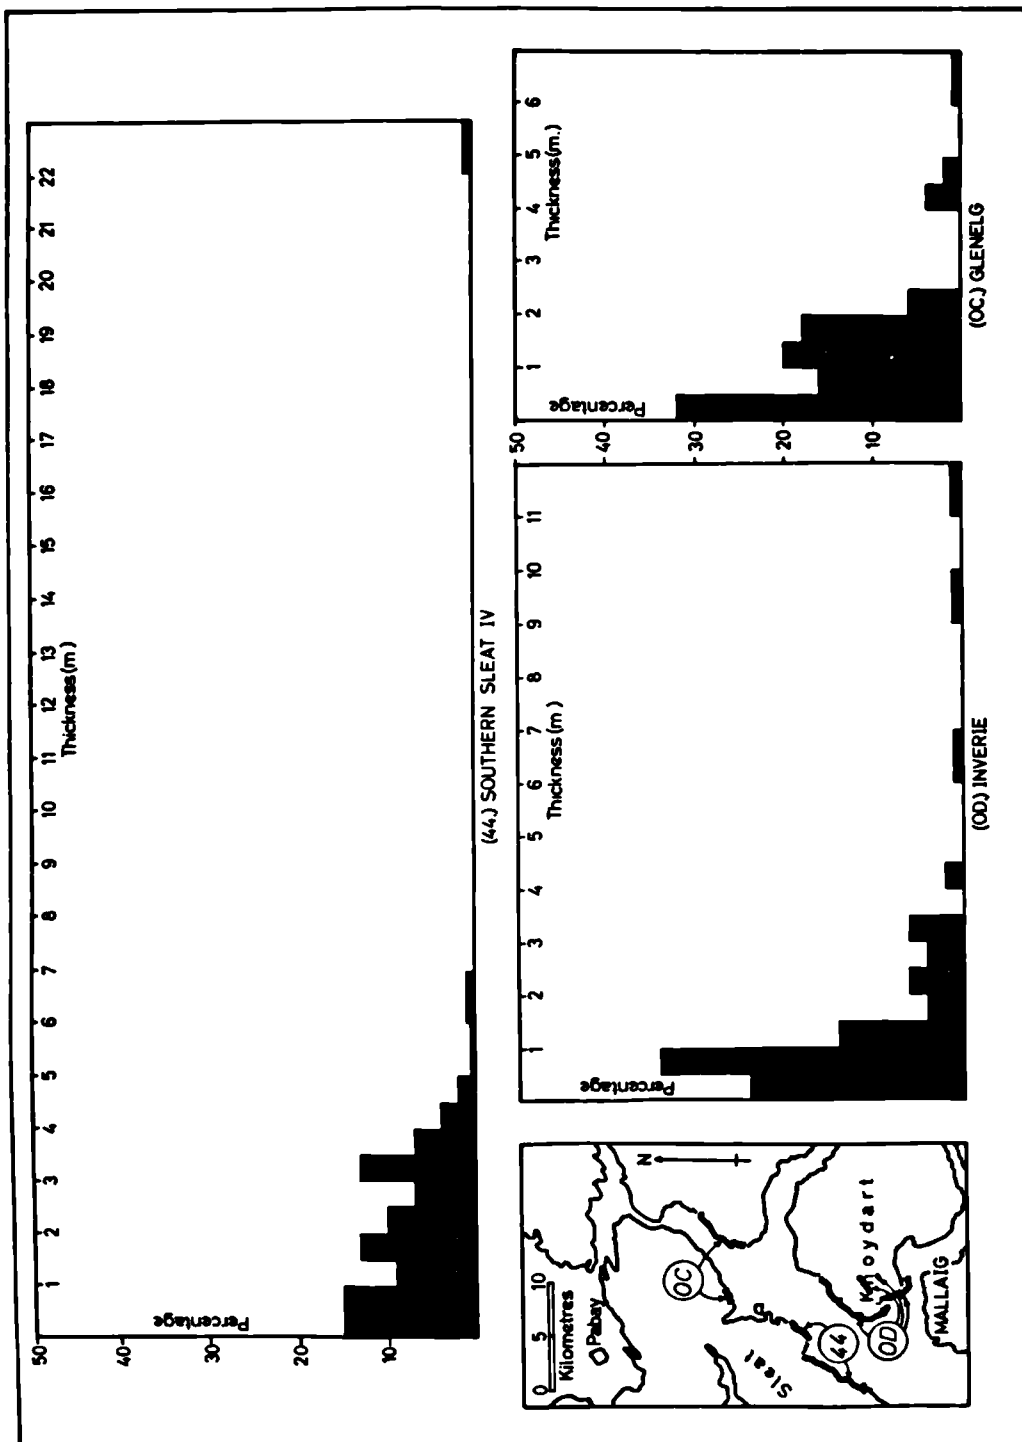 50
40
30
20
10
Percentage
1 2 3 4 5 6 7 8 9 10 11 12 13 14 15 16 17 18 19 20 21 22
Thickness (m)
(44.) SOUTHERN SLEAT IV
0 5 10
Kilometres
Pabay
N
OC
Sleat
44
OD
Knoydart
MALLAIG
Percentage
1 2 3 4 5 6 7 8 9 10 11
Thickness (m)
(OD.) INVERIE
50
40
30
20
10
Percentage
1 2 3 4 5 6
Thickness (m.)
(OC.) GLENELG